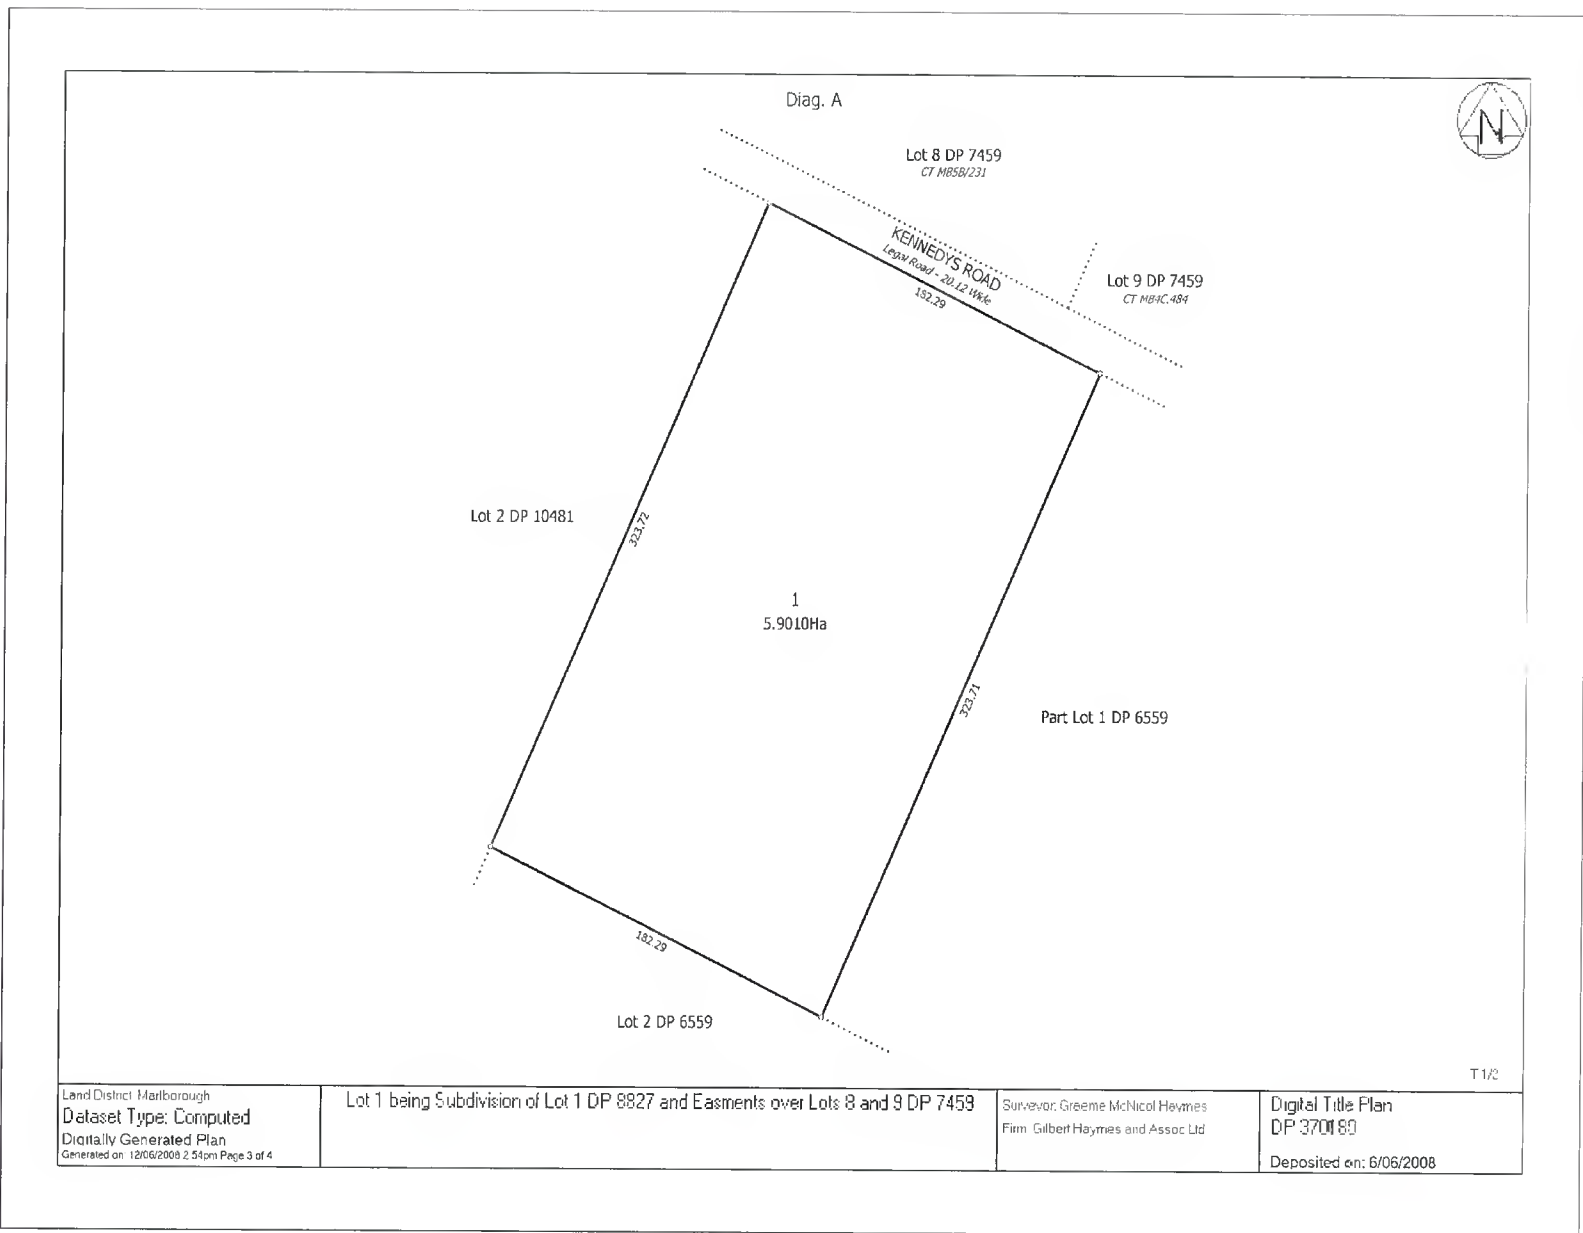 Diag. A
N
Lot 8 DP 7459
CT MB5B/231
KENNEDYS ROAD
Legal Road - 20.12 Wide
182.29
Lot 9 DP 7459
CT MB4C/484
Lot 2 DP 10481
323.72
1
5.9010Ha
323.71
Part Lot 1 DP 6559
182.29
Lot 2 DP 6559
T 1/2
Land District: Marlborough
Dataset Type: Computed
Digitally Generated Plan
Generated on: 12/06/2008 2:54pm Page 3 of 4
Lot 1 being Subdivision of Lot 1 DP 8827 and Easments over Lots 8 and 9 DP 7459
Surveyor: Graeme McNicol Haymes
Firm: Gilbert Haymes and Assoc Ltd
Digital Title Plan
DP 370189
Deposited on: 6/06/2008